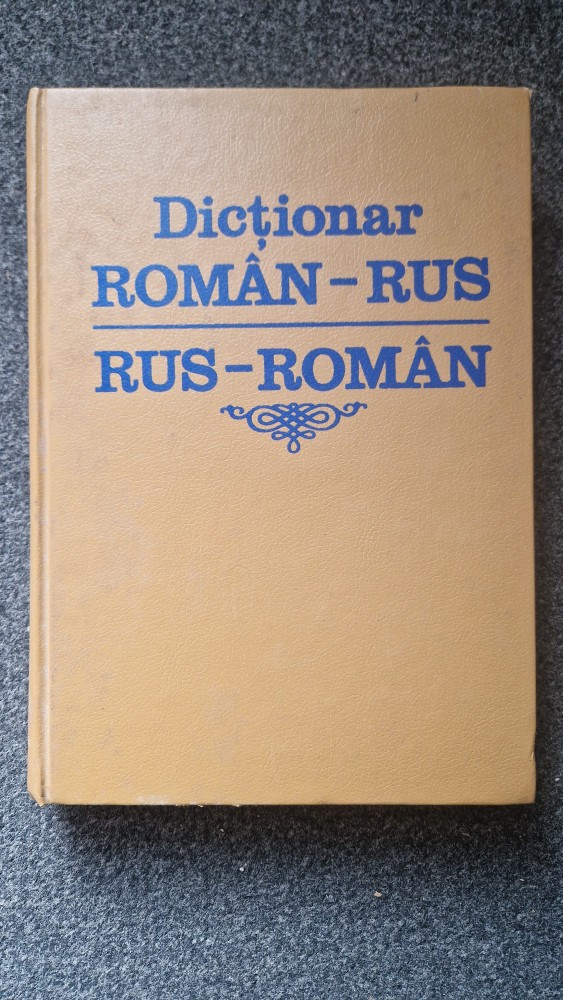 Dicționar
ROMÂN – RUS
RUS – ROMÂN